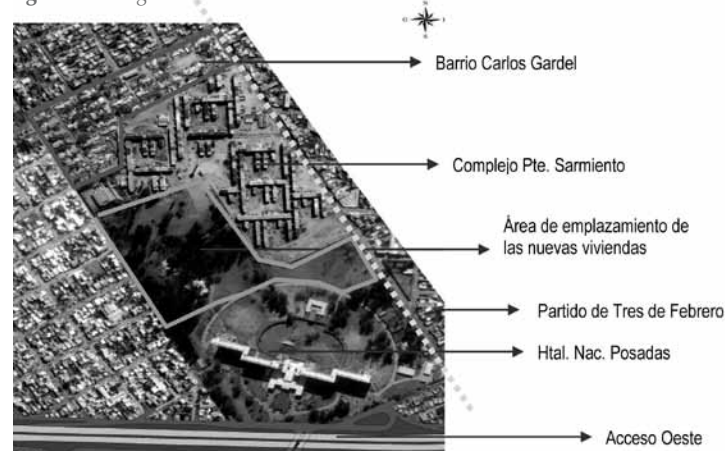 O
Barrio Carlos Gardel
Complejo Pte. Sarmiento
Área de emplazamiento de
las nuevas viviendas
Partido de Tres de Febrero
Htal. Nac. Posadas
Acceso Oeste